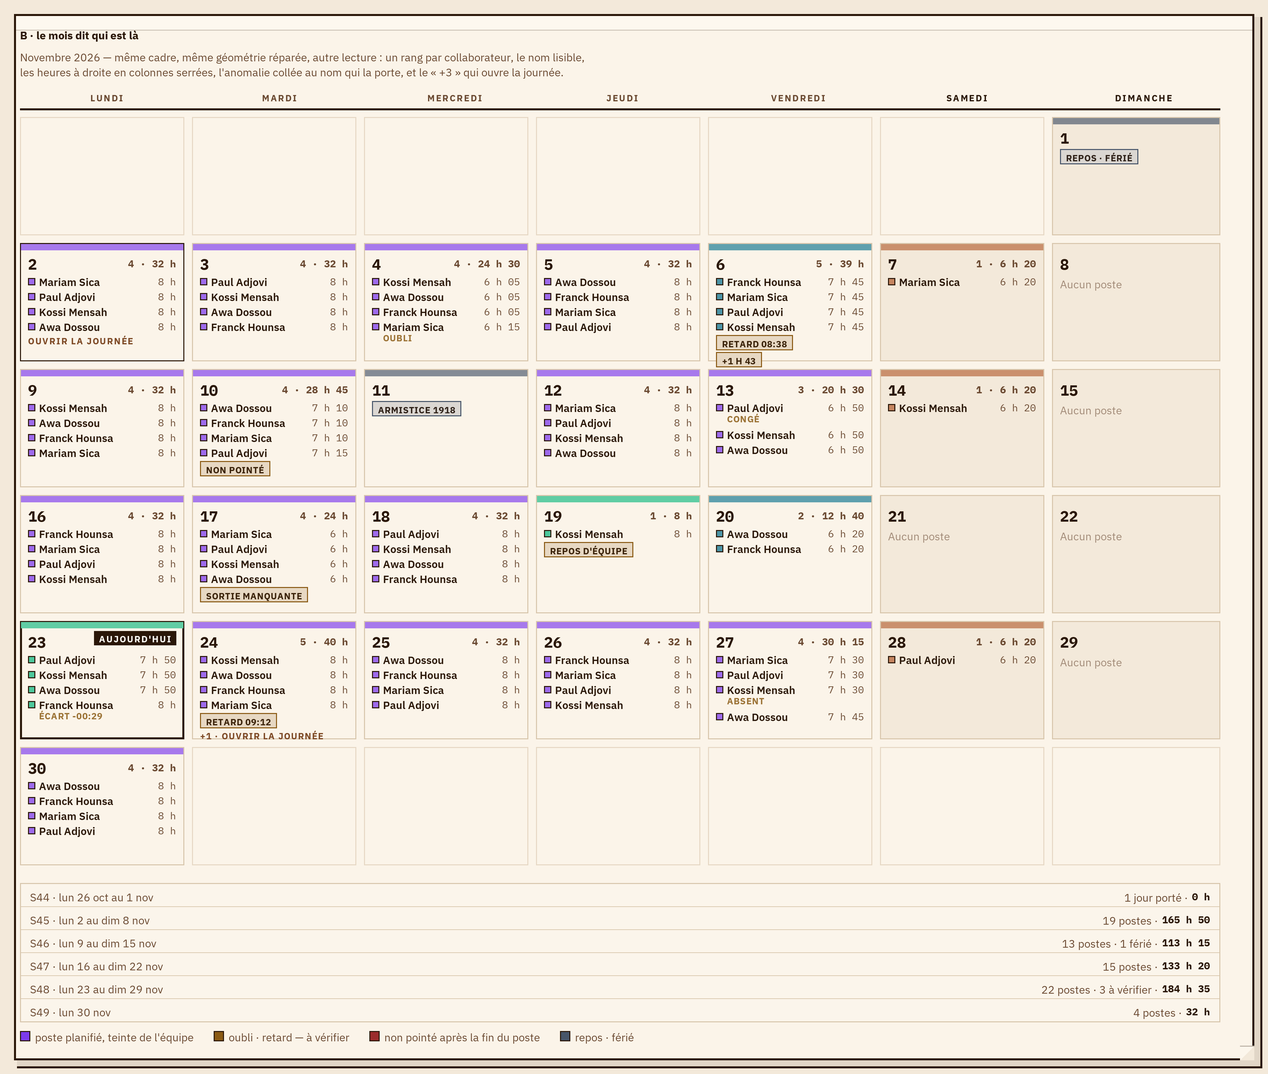 B · le mois dit qui est là
Novembre 2026 — même cadre, même géométrie réparée, autre lecture : un rang par collaborateur, le nom lisible,
les heures à droite en colonnes serrées, l'anomalie collée au nom qui la porte, et le « +3 » qui ouvre la journée.
LUNDI MARDI MERCREDI JEUDI VENDREDI SAMEDI DIMANCHE
1
REPOS · FÉRIÉ
2 4 · 32 h
Mariam Sica 8 h
Paul Adjovi 8 h
Kossi Mensah 8 h
Awa Dossou 8 h
OUVRIR LA JOURNÉE
3 4 · 32 h
Paul Adjovi 8 h
Kossi Mensah 8 h
Awa Dossou 8 h
Franck Hounsa 8 h
4 4 · 24 h 30
Kossi Mensah 6 h 05
Awa Dossou 6 h 05
Franck Hounsa 6 h 05
Mariam Sica 6 h 15
OUBLI
5 4 · 32 h
Awa Dossou 8 h
Franck Hounsa 8 h
Mariam Sica 8 h
Paul Adjovi 8 h
6 5 · 39 h
Franck Hounsa 7 h 45
Mariam Sica 7 h 45
Paul Adjovi 7 h 45
Kossi Mensah 7 h 45
RETARD 08:38
+1 H 43
7 1 · 6 h 20
Mariam Sica 6 h 20
8
Aucun poste
9 4 · 32 h
Kossi Mensah 8 h
Awa Dossou 8 h
Franck Hounsa 8 h
Mariam Sica 8 h
10 4 · 28 h 45
Awa Dossou 7 h 10
Franck Hounsa 7 h 10
Mariam Sica 7 h 10
Paul Adjovi 7 h 15
NON POINTÉ
11
ARMISTICE 1918
12 4 · 32 h
Mariam Sica 8 h
Paul Adjovi 8 h
Kossi Mensah 8 h
Awa Dossou 8 h
13 3 · 20 h 30
Paul Adjovi 6 h 50
CONGÉ
Kossi Mensah 6 h 50
Awa Dossou 6 h 50
14 1 · 6 h 20
Kossi Mensah 6 h 20
15
Aucun poste
16 4 · 32 h
Franck Hounsa 8 h
Mariam Sica 8 h
Paul Adjovi 8 h
Kossi Mensah 8 h
17 4 · 24 h
Mariam Sica 6 h
Paul Adjovi 6 h
Kossi Mensah 6 h
Awa Dossou 6 h
SORTIE MANQUANTE
18 4 · 32 h
Paul Adjovi 8 h
Kossi Mensah 8 h
Awa Dossou 8 h
Franck Hounsa 8 h
19 1 · 8 h
Kossi Mensah 8 h
REPOS D'ÉQUIPE
20 2 · 12 h 40
Awa Dossou 6 h 20
Franck Hounsa 6 h 20
21
Aucun poste
22
Aucun poste
23 AUJOURD'HUI
Paul Adjovi 7 h 50
Kossi Mensah 7 h 50
Awa Dossou 7 h 50
Franck Hounsa 8 h
ÉCART -00:29
24 5 · 40 h
Kossi Mensah 8 h
Awa Dossou 8 h
Franck Hounsa 8 h
Mariam Sica 8 h
RETARD 09:12
+1 · OUVRIR LA JOURNÉE
25 4 · 32 h
Awa Dossou 8 h
Franck Hounsa 8 h
Mariam Sica 8 h
Paul Adjovi 8 h
26 4 · 32 h
Franck Hounsa 8 h
Mariam Sica 8 h
Paul Adjovi 8 h
Kossi Mensah 8 h
27 4 · 30 h 15
Mariam Sica 7 h 30
Paul Adjovi 7 h 30
Kossi Mensah 7 h 30
ABSENT
Awa Dossou 7 h 45
28 1 · 6 h 20
Paul Adjovi 6 h 20
29
Aucun poste
30 4 · 32 h
Awa Dossou 8 h
Franck Hounsa 8 h
Mariam Sica 8 h
Paul Adjovi 8 h
S44 · lun 26 oct au 1 nov 1 jour porté · 0 h
S45 · lun 2 au dim 8 nov 19 postes · 165 h 50
S46 · lun 9 au dim 15 nov 13 postes · 1 férié · 113 h 15
S47 · lun 16 au dim 22 nov 15 postes · 133 h 20
S48 · lun 23 au dim 29 nov 22 postes · 3 à vérifier · 184 h 35
S49 · lun 30 nov 4 postes · 32 h
poste planifié, teinte de l'équipe oubli · retard — à vérifier non pointé après la fin du poste repos · férié